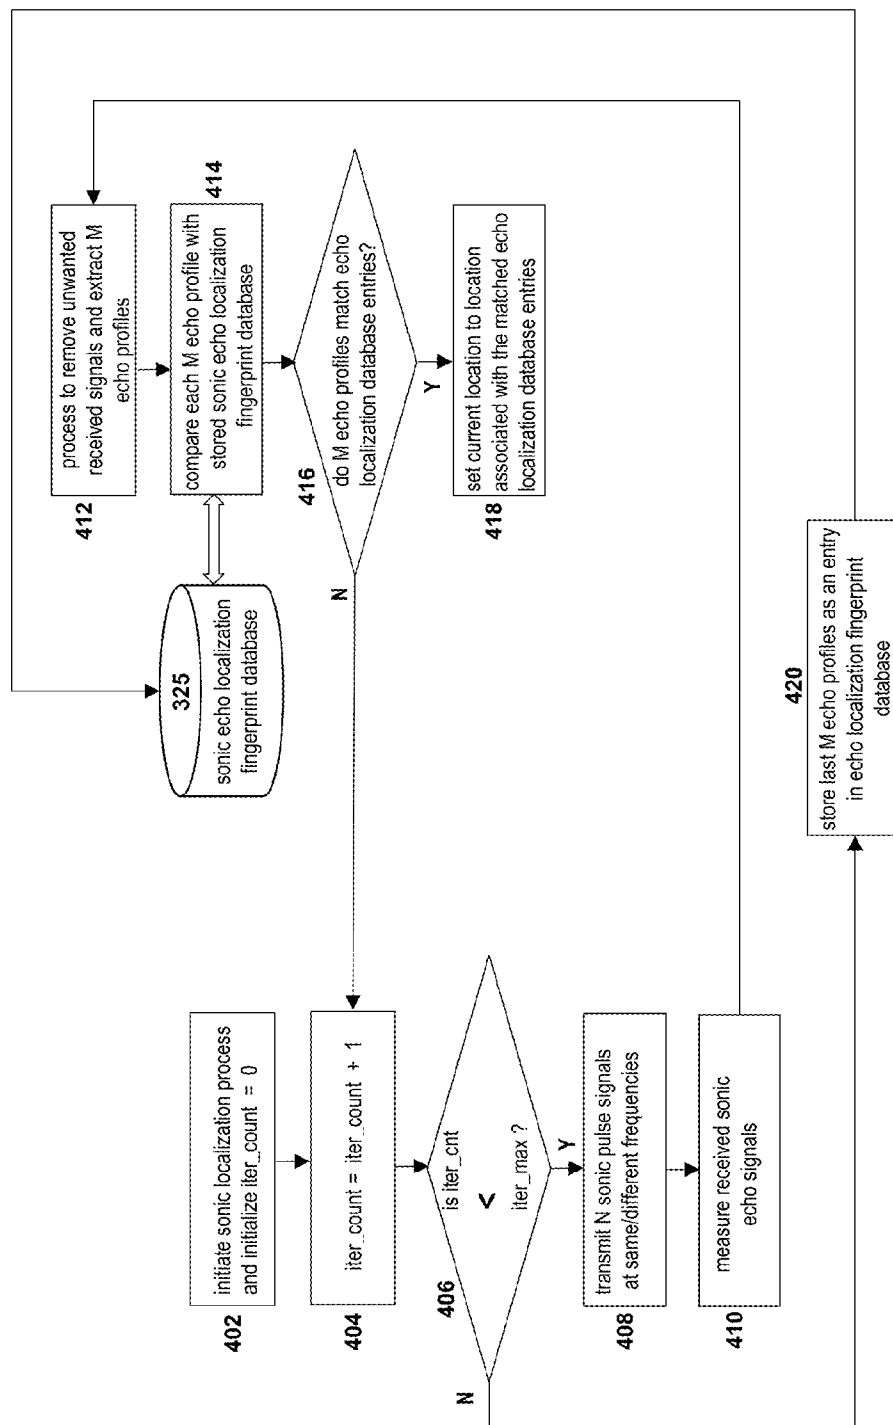 402
initiate sonic localization process
and initialize iter_count = 0
404
iter_count = iter_count + 1
406
is iter_cnt
<
iter_max ?
N
Y
408
transmit N sonic pulse signals
at same/different frequencies
410
measure received sonic
echo signals
412
process to remove unwanted
received signals and extract M
echo profiles
325
sonic echo localization
fingerprint database
414
compare each M echo profile with
stored sonic echo localization
fingerprint database
416
do M echo profiles match echo
localization database entries?
N
Y
418
set current location to location
associated with the matched echo
localization database entries
420
store last M echo profiles as an entry
in echo localization fingerprint
database